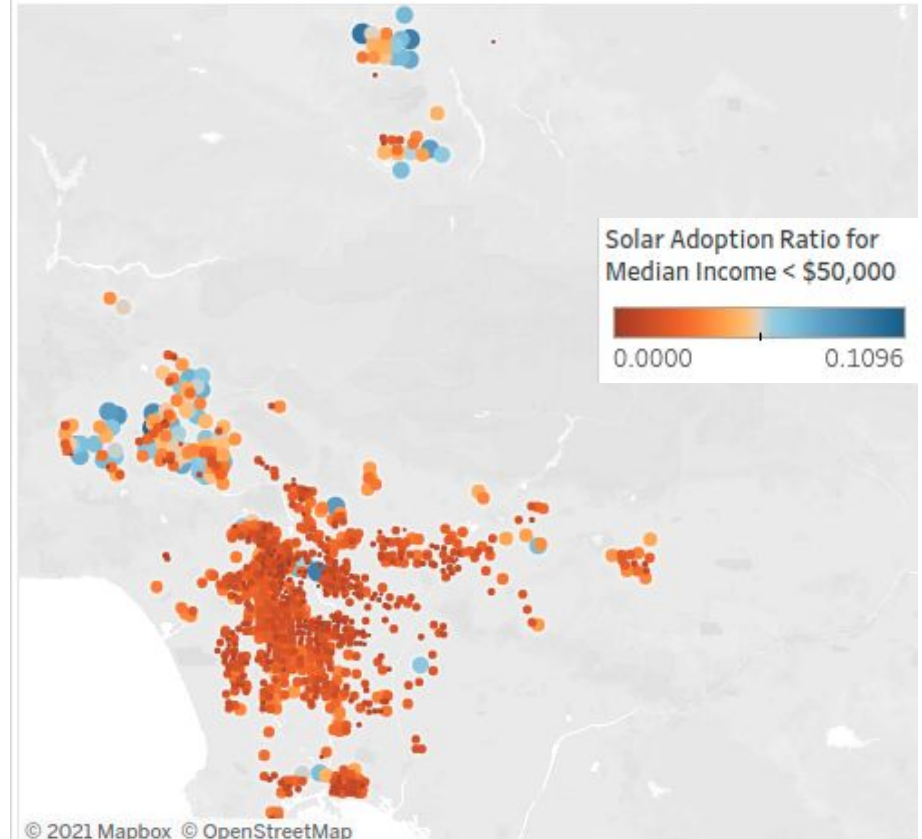 Solar Adoption Ratio for
Median Income < $50,000
0.0000 0.1096
© 2021 Mapbox © OpenStreetMap